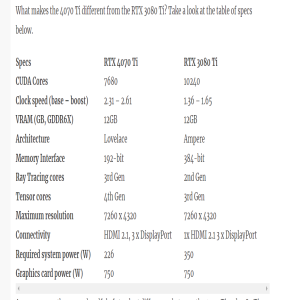 What makes the 4070 Ti different from the RTX 3080 Ti? Take a look at the table of specs
below.
Specs RTX 4070 Ti RTX 3080 Ti
CUDA Cores 7680 10240
Clock speed (base – boost) 2.31 – 2.61 1.36 – 1.65
VRAM (GB, GDDR6X) 12GB 12GB
Architecture Lovelace Ampere
Memory Interface 192-bit 384-bit
Ray Tracing cores 3rd Gen 2nd Gen
Tensor cores 4th Gen 3rd Gen
Maximum resolution 7260 x 4320 7260 x 4320
Connectivity HDMI 2.1, 3 x DisplayPort 1x HDMI 2.1 3 x DisplayPort
Required system power (W) 226 350
Graphics card power (W) 750 750